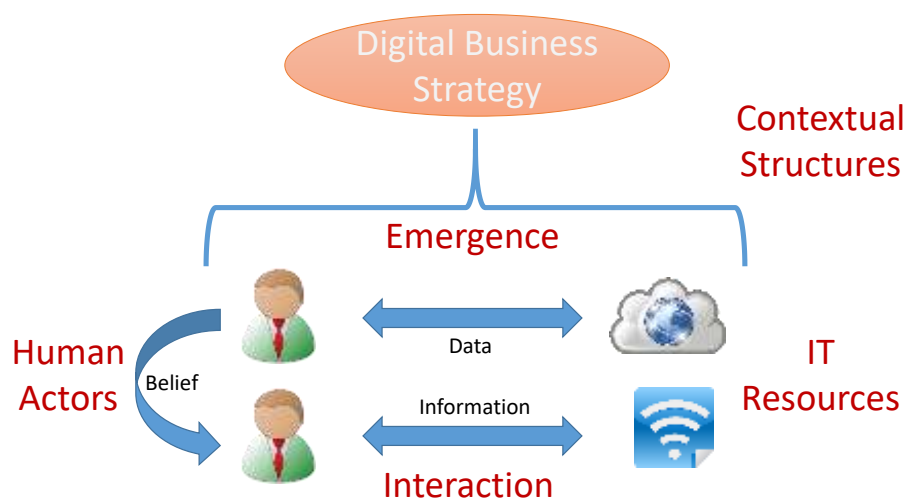 Digital Business
Strategy
Contextual
Structures
Emergence
Human
Actors
Belief
Data
Information
IT
Resources
Interaction